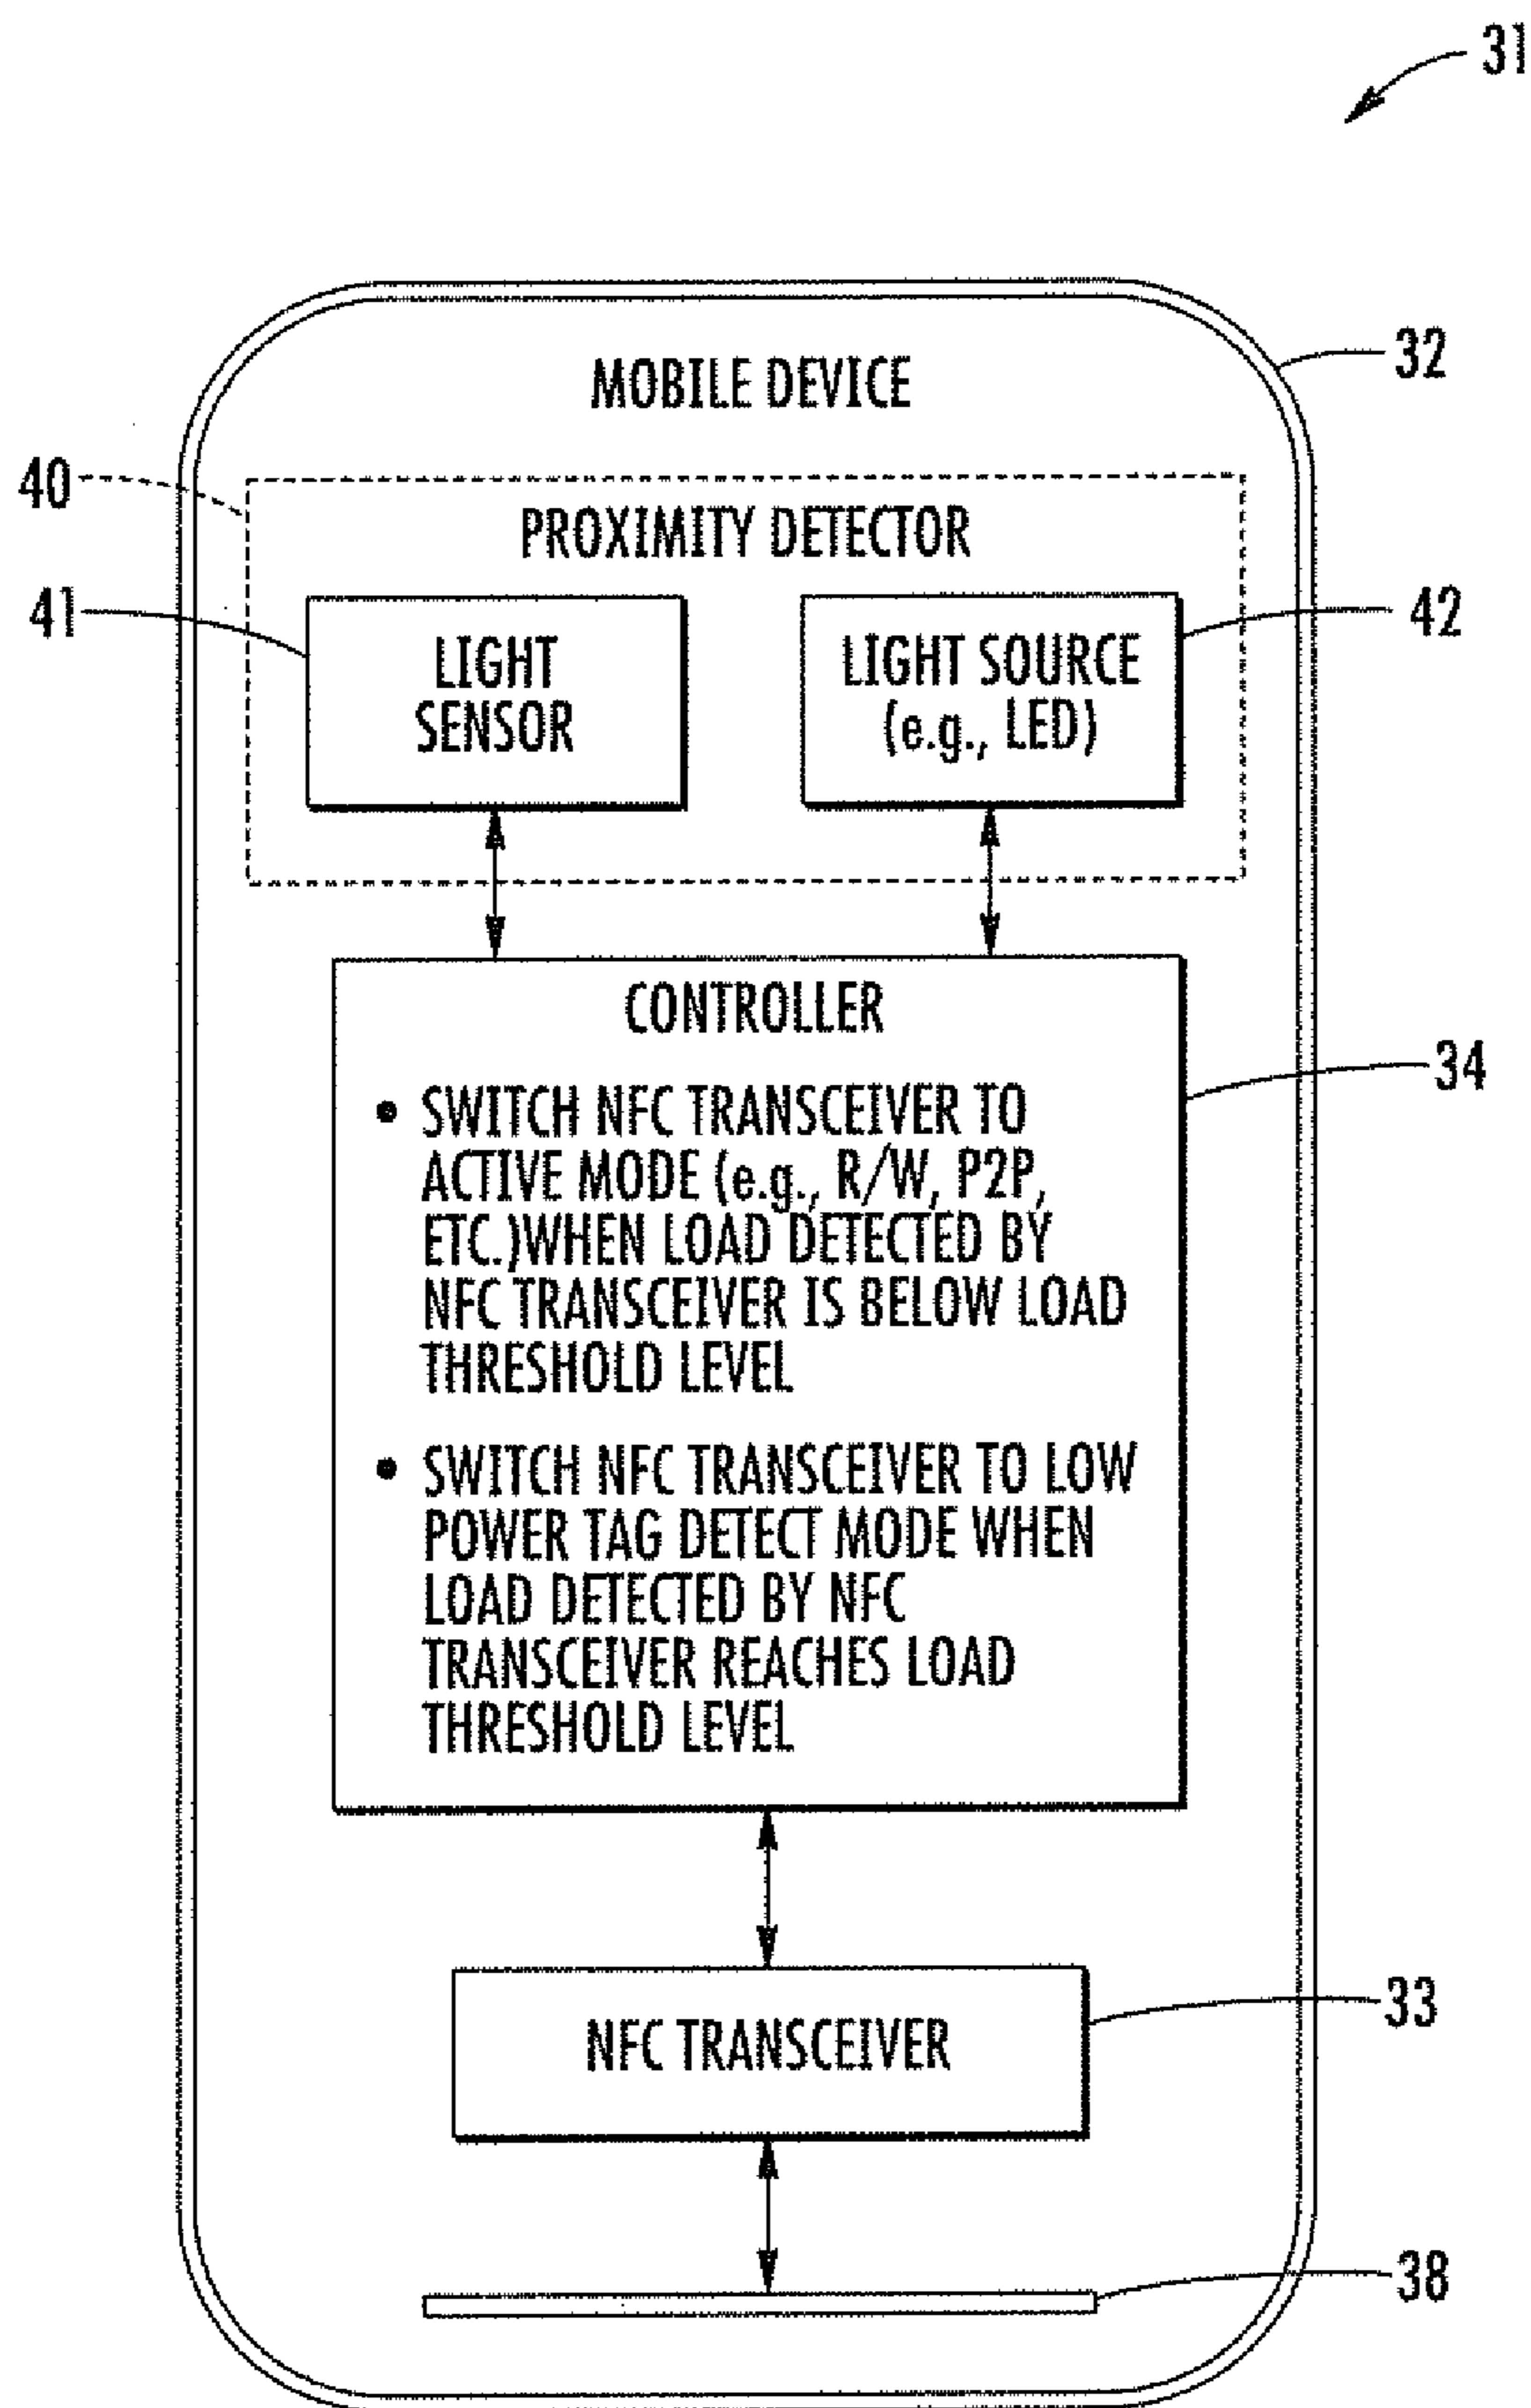 31
MOBILE DEVICE
32
40
PROXIMITY DETECTOR
41
LIGHT
SENSOR
LIGHT SOURCE
(e.g., LED)
42
CONTROLLER
34
• SWITCH NFC TRANSCEIVER TO
ACTIVE MODE (e.g., R/W, P2P,
ETC.)WHEN LOAD DETECTED BY
NFC TRANSCEIVER IS BELOW LOAD
THRESHOLD LEVEL
• SWITCH NFC TRANSCEIVER TO LOW
POWER TAG DETECT MODE WHEN
LOAD DETECTED BY NFC
TRANSCEIVER REACHES LOAD
THRESHOLD LEVEL
NFC TRANSCEIVER
33
38